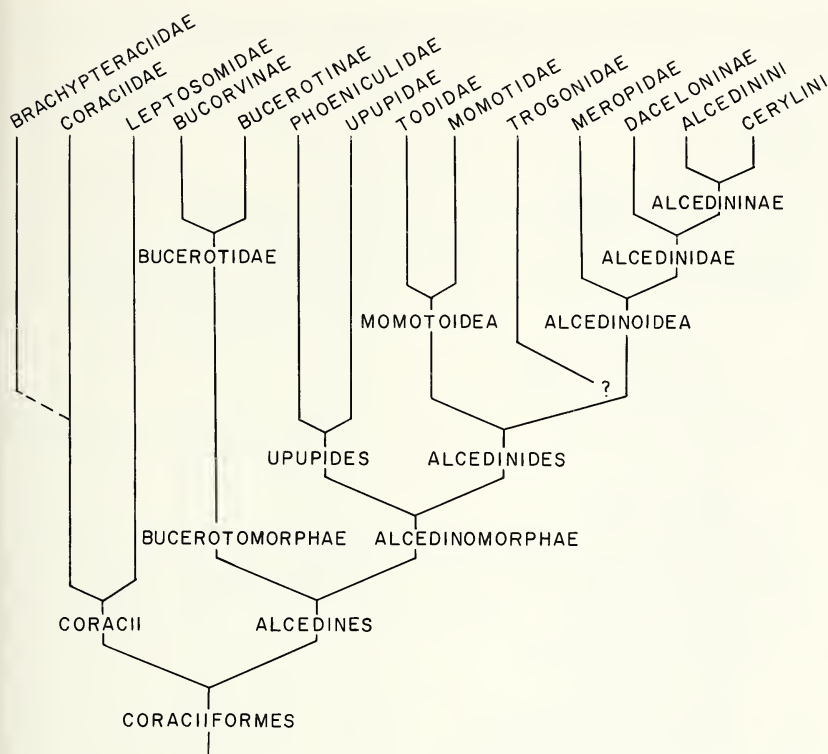 BRACHYPTERACIIDAE
CORACIIDAE
LEPTOSOMIDAE
BUCORVINAE
BUCEROTINAE
PHOENICULIDAE
UPUPIDAE
TODIDAE
MOMOTIDAE
TROGONIDAE
MEROPIDAE
DACELONINAE
ALCEDININI
CERYLINI
ALCEDININAE
BUCEROTIDAE
ALCEDINIDAE
MOMOTOIDEA
ALCEDINOIDEA
?
UPUPIDES
ALCEDINIDES
BUCEROTOMORPHAE
ALCEDINOMORPHAE
CORACII
ALCEDINES
CORACIIFORMES